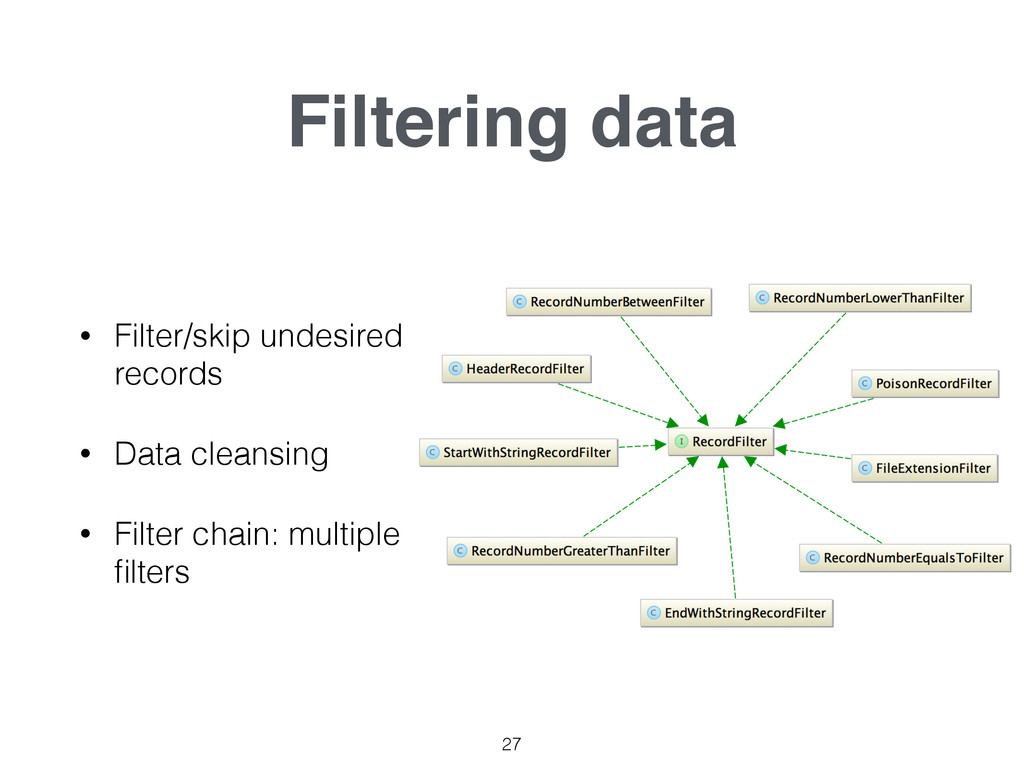 Filtering data
• Filter/skip undesired
records
• Data cleansing
• Filter chain: multiple
filters
C RecordNumberBetweenFilter
C RecordNumberLowerThanFilter
C HeaderRecordFilter
C PoisonRecordFilter
I RecordFilter
C StartWithStringRecordFilter
C FileExtensionFilter
C RecordNumberGreaterThanFilter
C RecordNumberEqualsToFilter
C EndWithStringRecordFilter
27